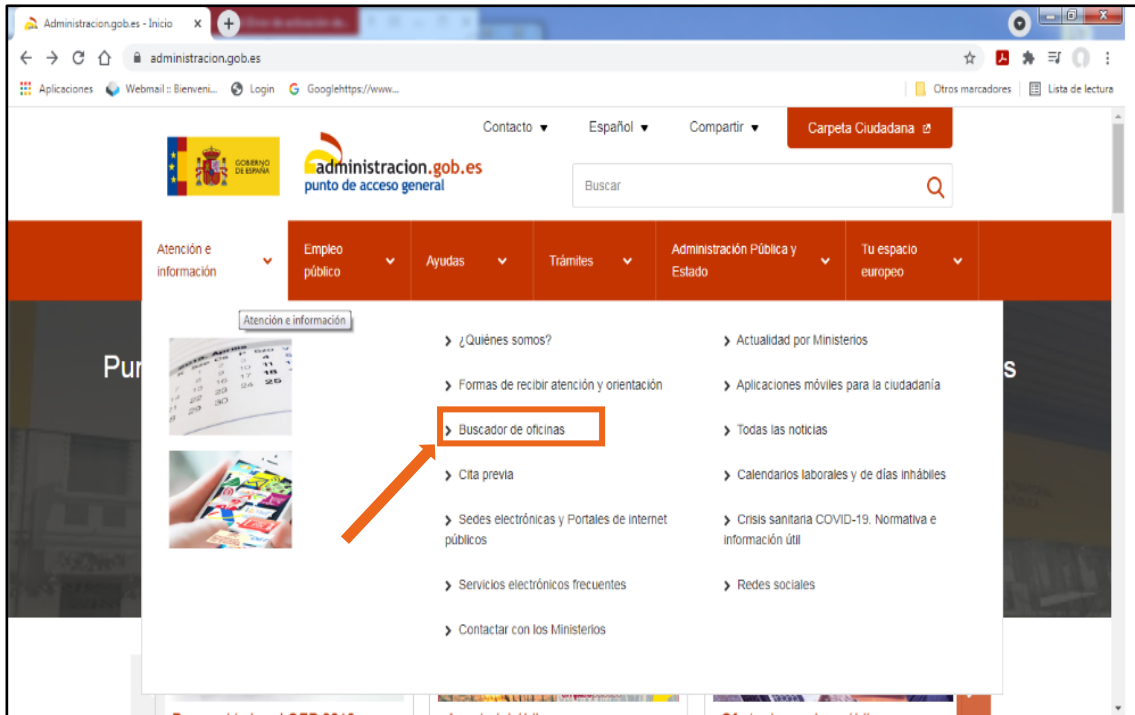 Administracion.gob.es - Inicio
administracion.gob.es
Aplicaciones
Webmail :: Bienveni...
Login
Googlehttps://www...
Otros marcadores
Lista de lectura
Contacto
Español
Compartir
Carpeta Ciudadana
GOBIERNO
DE ESPAÑA
administracion.gob.es
punto de acceso general
Buscar
Atención e
información
Empleo
público
Ayudas
Trámites
Administración Pública y
Estado
Tu espacio
europeo
Atención e información
Pu
s
¿Quiénes somos?
Formas de recibir atención y orientación
Buscador de oficinas
Cita previa
Sedes electrónicas y Portales de internet
públicos
Servicios electrónicos frecuentes
Contactar con los Ministerios
Actualidad por Ministerios
Aplicaciones móviles para la ciudadanía
Todas las noticias
Calendarios laborales y de días inhábiles
Crisis sanitaria COVID-19. Normativa e
información útil
Redes sociales